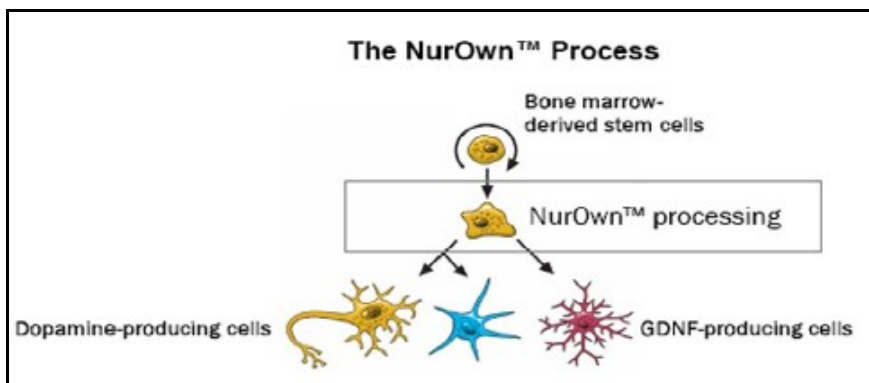 The NurOwn™ Process
Bone marrow-
derived stem cells
NurOwn™ processing
Dopamine-producing cells
GDNF-producing cells